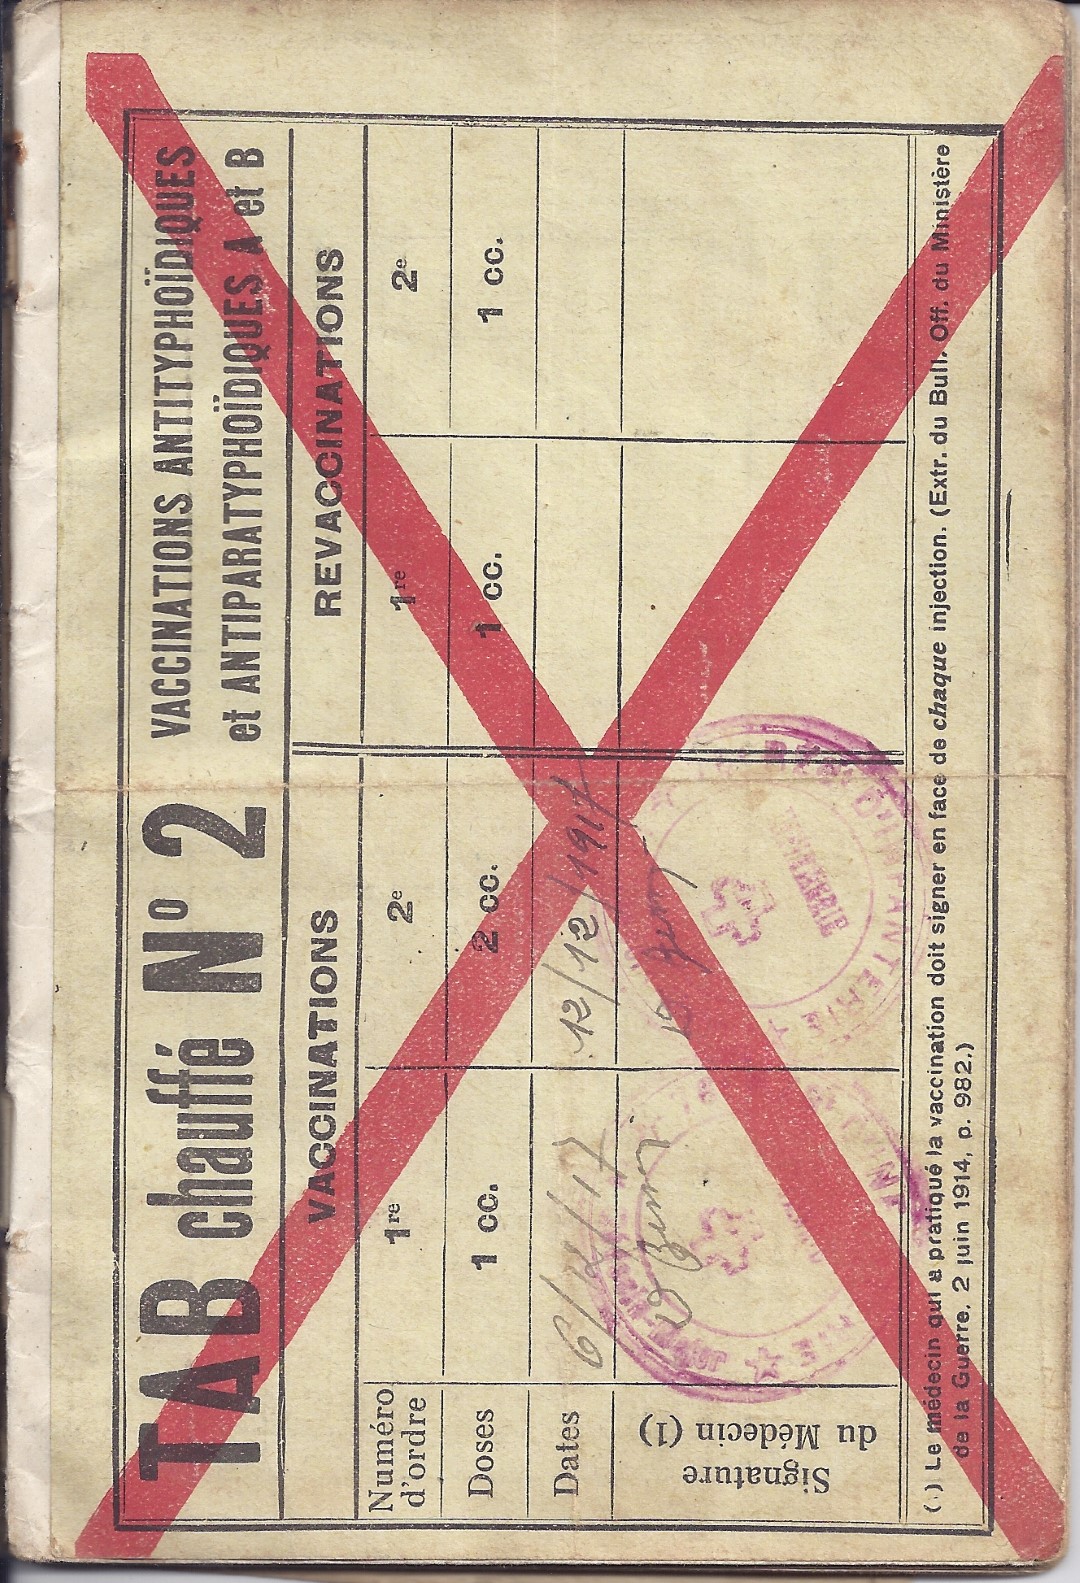 TAB chauffé Nº 2
VACCINATIONS ANTITYPHOÏDIQUES
et ANTIPARATYPHOÏDIQUES A et B
VACCINATIONS REVACCINATIONS
Numéro d'ordre 1re 2e 1re 2e
Doses 1 cc. 2 cc. 1 cc. 1 cc.
Dates 6/12/17 12/12/1917
Signature
du Médecin (1)
D'INFANTERIE
INFIRMERIE
(1) Le médecin qui a pratiqué la vaccination doit signer en face de chaque injection. (Extr. du Bull. Off. du Ministère
de la Guerre. 2 juin 1914, p. 982.)